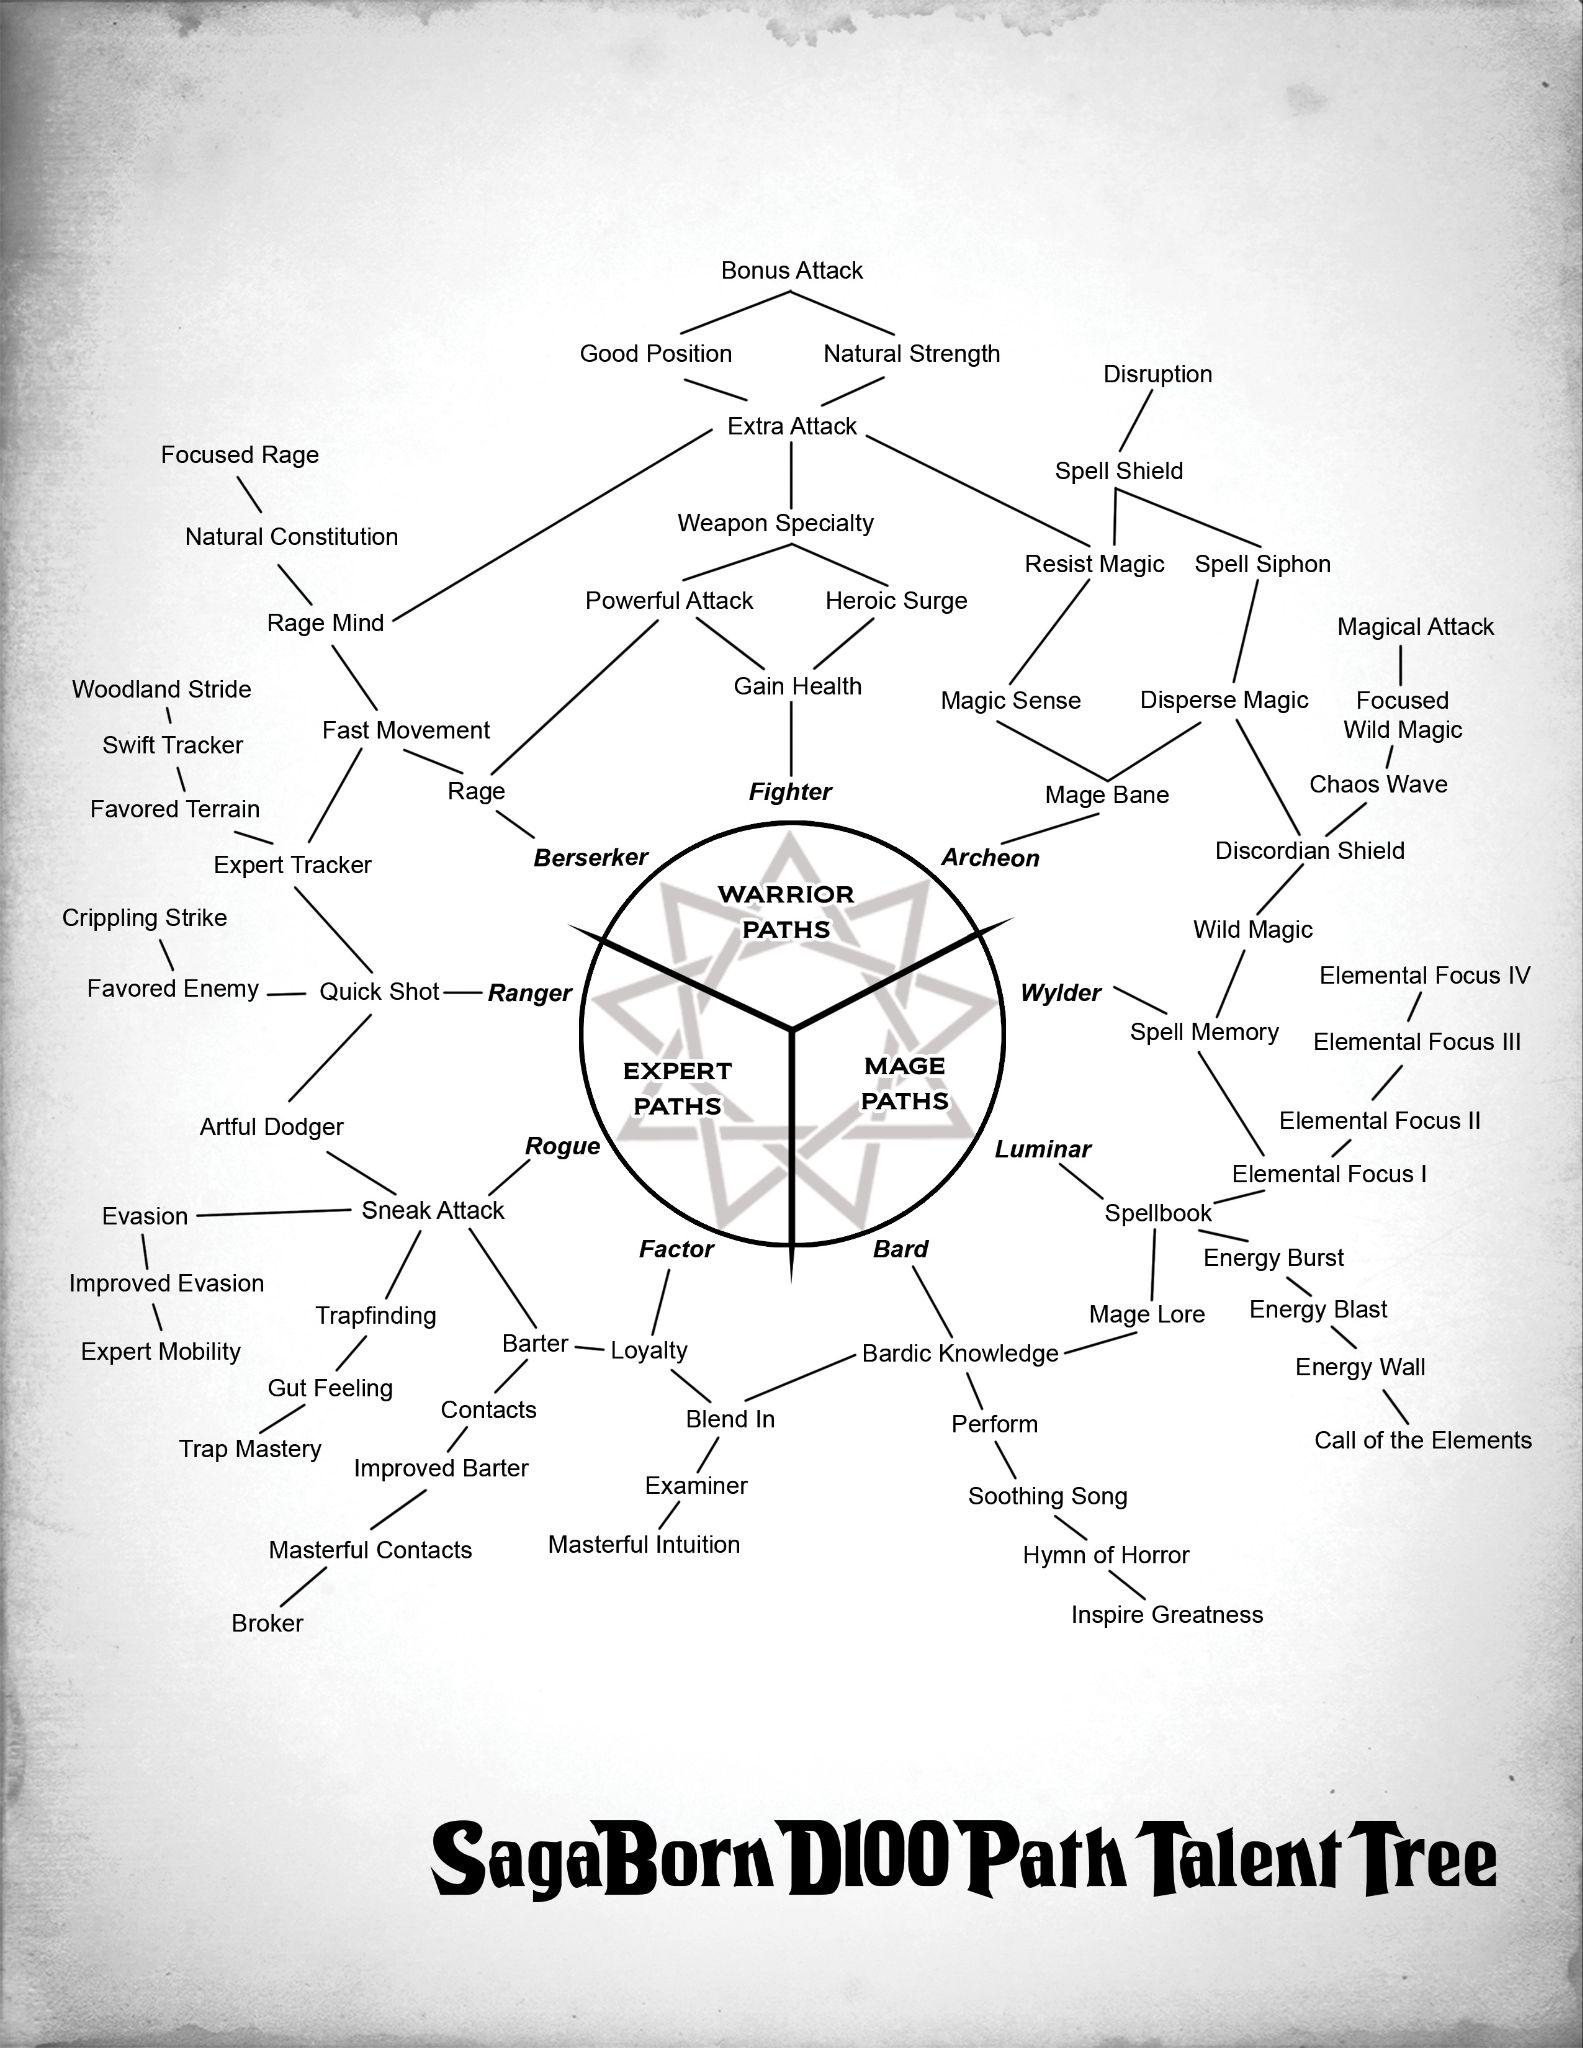 Bonus Attack
Good Position
Natural Strength
Disruption
Extra Attack
Focused Rage
Spell Shield
Weapon Specialty
Natural Constitution
Resist Magic
Spell Siphon
Powerful Attack
Heroic Surge
Rage Mind
Magical Attack
Gain Health
Woodland Stride
Magic Sense
Disperse Magic
Focused
Wild Magic
Fast Movement
Swift Tracker
Chaos Wave
Rage
Fighter
Mage Bane
Favored Terrain
Discordian Shield
Berserker
Archeon
Expert Tracker
WARRIOR
PATHS
Crippling Strike
Wild Magic
Elemental Focus IV
Favored Enemy
Quick Shot
Ranger
Wylder
Spell Memory
Elemental Focus III
EXPERT
PATHS
MAGE
PATHS
Artful Dodger
Elemental Focus II
Rogue
Luminar
Elemental Focus I
Evasion
Sneak Attack
Spellbook
Factor
Bard
Energy Burst
Improved Evasion
Trapfinding
Mage Lore
Energy Blast
Expert Mobility
Barter
Loyalty
Bardic Knowledge
Energy Wall
Gut Feeling
Contacts
Blend In
Perform
Call of the Elements
Trap Mastery
Improved Barter
Examiner
Soothing Song
Masterful Contacts
Masterful Intuition
Hymn of Horror
Broker
Inspire Greatness
SagaBorn D100 Path Talent Tree